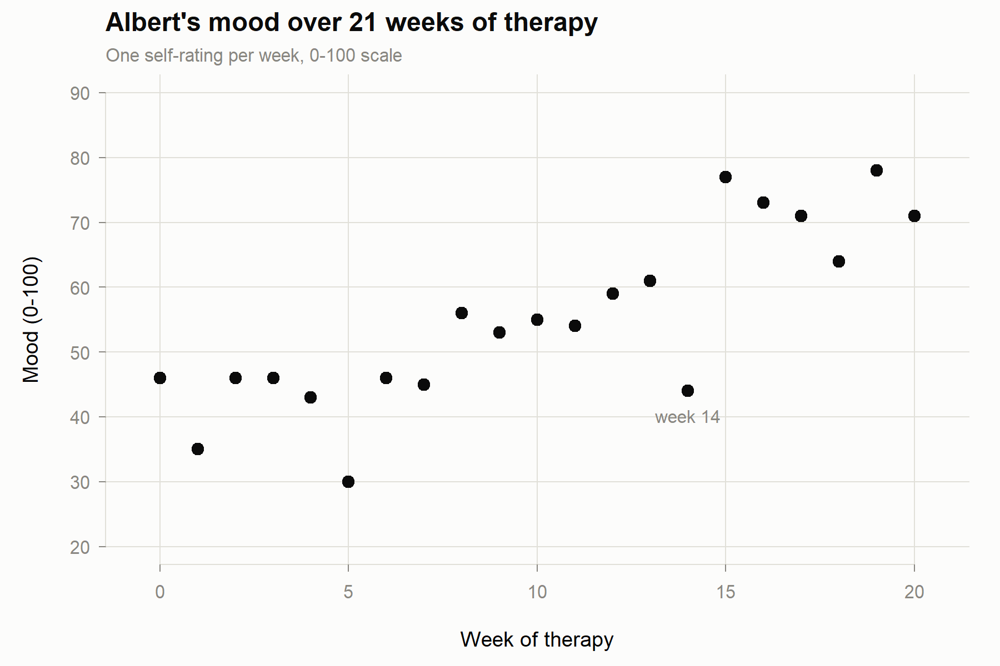 Albert's mood over 21 weeks of therapy
One self-rating per week, 0-100 scale
90
80
70
60
50
40
30
20
Mood (0-100)
week 14
0 5 10 15 20
Week of therapy